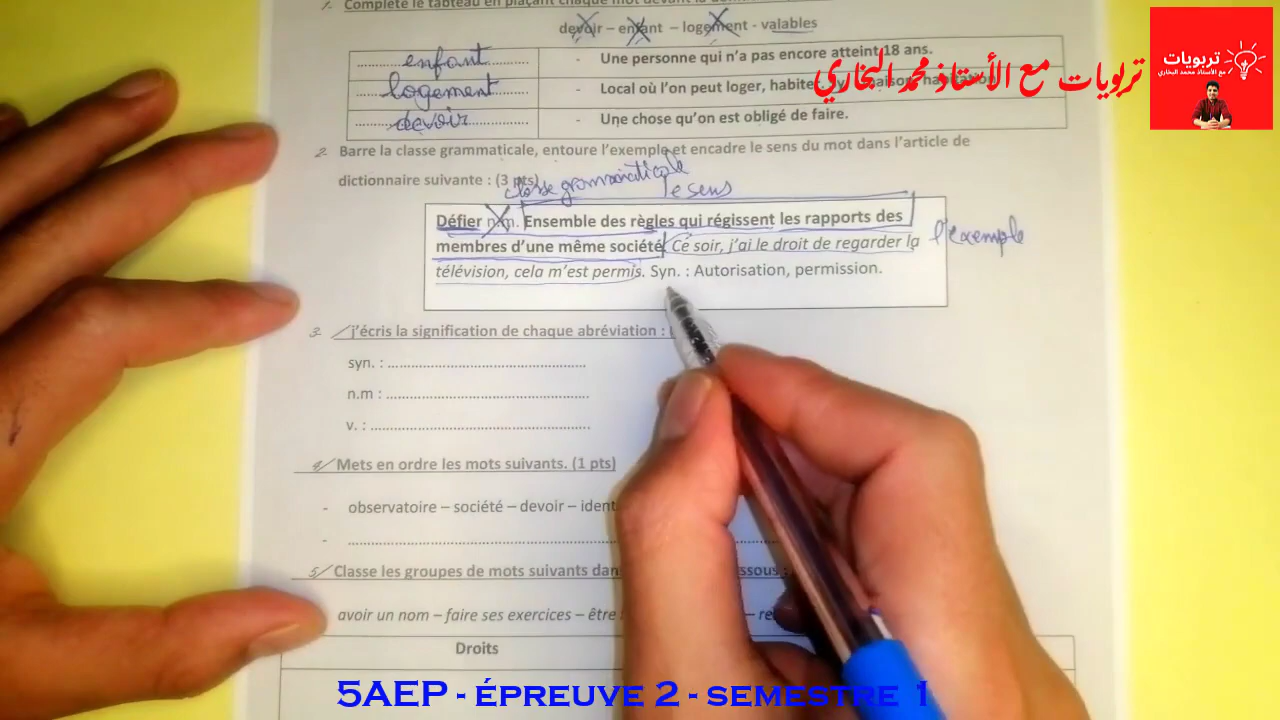 1. Complète le tableau en plaçant chaque mot devant
devoir – enfant – logement - valables
enfant - Une personne qui n'a pas encore atteint 18 ans.
logement - Local où l'on peut loger, habiter
devoir - Une chose qu'on est obligé de faire.
تربويات مع الأستاذ محمد البخاري
تربويات
مع الأستاذ محمد البخاري
2. Barre la classe grammaticale, entoure l'exemple et encadre le sens du mot dans l'article de
dictionnaire suivante : (3 pts)
classe grammaticale
le sens
Défier n.m. Ensemble des règles qui régissent les rapports des
membres d'une même société. Ce soir, j'ai le droit de regarder la
l'exemple
télévision, cela m'est permis. Syn. : Autorisation, permission.
3. j'écris la signification de chaque abréviation :
syn. : ........................................
n.m : ........................................
v. : ........................................
4/ Mets en ordre les mots suivants. (1 pts)
- observatoire – société – devoir – ident
- ........................................
5/ Classe les groupes de mots suivants dans
avoir un nom – faire ses exercices – être
Droits
5AEP - épreuve 2 - semestre 1